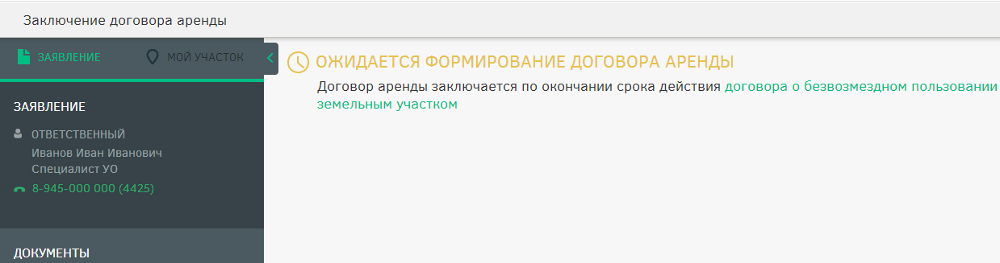 Заключение договора аренды
ЗАЯВЛЕНИЕ
МОЙ УЧАСТОК
ЗАЯВЛЕНИЕ
ОТВЕТСТВЕННЫЙ
Иванов Иван Иванович
Специалист УО
8-945-000 000 (4425)
ДОКУМЕНТЫ
ОЖИДАЕТСЯ ФОРМИРОВАНИЕ ДОГОВОРА АРЕНДЫ
Договор аренды заключается по окончании срока действия договора о безвозмездном пользовании
земельным участком